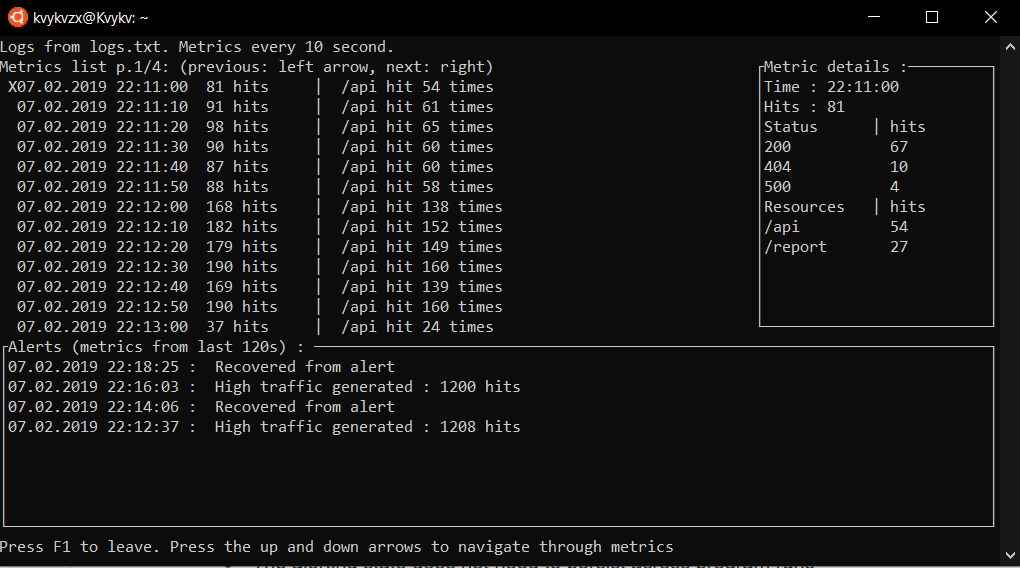 kvykvzx@Kvykv: ~
Logs from logs.txt. Metrics every 10 second.
Metrics list p.1/4: (previous: left arrow, next: right)
X07.02.2019 22:11:00 81 hits | /api hit 54 times
07.02.2019 22:11:10 91 hits | /api hit 61 times
07.02.2019 22:11:20 98 hits | /api hit 65 times
07.02.2019 22:11:30 90 hits | /api hit 60 times
07.02.2019 22:11:40 87 hits | /api hit 60 times
07.02.2019 22:11:50 88 hits | /api hit 58 times
07.02.2019 22:12:00 168 hits | /api hit 138 times
07.02.2019 22:12:10 182 hits | /api hit 152 times
07.02.2019 22:12:20 179 hits | /api hit 149 times
07.02.2019 22:12:30 190 hits | /api hit 160 times
07.02.2019 22:12:40 169 hits | /api hit 139 times
07.02.2019 22:12:50 190 hits | /api hit 160 times
07.02.2019 22:13:00 37 hits | /api hit 24 times
Metric details :
Time : 22:11:00
Hits : 81
Status | hits
200 67
404 10
500 4
Resources | hits
/api 54
/report 27
Alerts (metrics from last 120s) :
07.02.2019 22:18:25 : Recovered from alert
07.02.2019 22:16:03 : High traffic generated : 1200 hits
07.02.2019 22:14:06 : Recovered from alert
07.02.2019 22:12:37 : High traffic generated : 1208 hits
Press F1 to leave. Press the up and down arrows to navigate through metrics